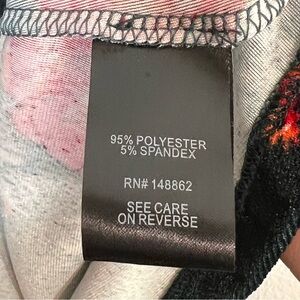 95% POLYESTER
5% SPANDEX
RN# 148862
SEE CARE
ON REVERSE